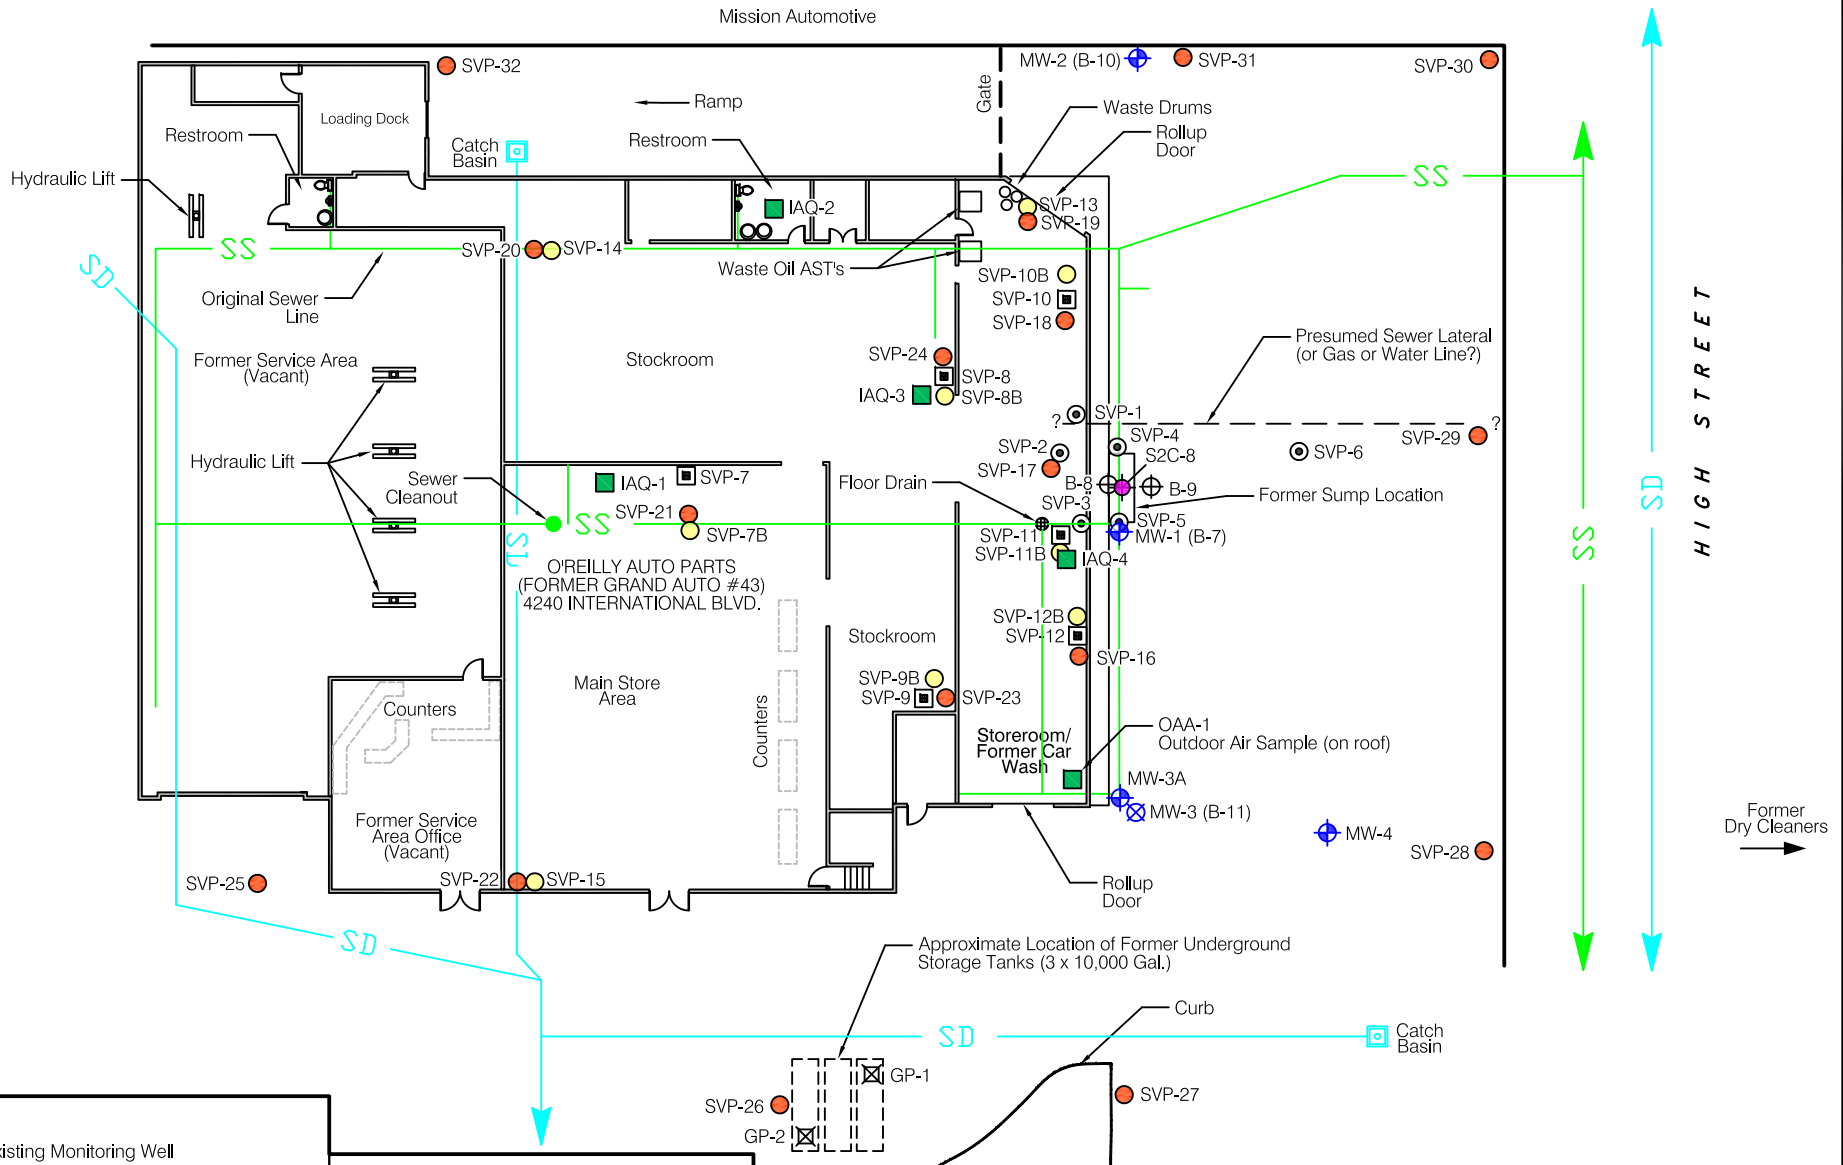 Mission Automotive
SVP-32
MW-2 (B-10)
SVP-31
SVP-30
Gate
Ramp
Waste Drums
Loading Dock
Restroom
Catch
Basin
Restroom
Rollup
Door
Hydraulic Lift
SS
IAQ-2
SVP-13
SVP-19
SS
SVP-20
SVP-14
SD
Waste Oil AST's
SVP-10B
SVP-10
SVP-18
Original Sewer
Line
HIGH STREET
Former Service Area
(Vacant)
Stockroom
SVP-24
SVP-8
IAQ-3
SVP-8B
Presumed Sewer Lateral
(or Gas or Water Line?)
?
SVP-1
?
SVP-2
SVP-4
SVP-6
SVP-29
SVP-17
S2C-8
Hydraulic Lift
Sewer
Cleanout
IAQ-1
SVP-7
Floor Drain
B-8
B-9
Former Sump Location
SD
SVP-3
SVP-21
SS
SVP-7B
SVP-5
SVP-11
MW-1 (B-7)
SS
SD
SVP-11B
IAQ-4
O'REILLY AUTO PARTS
(FORMER GRAND AUTO #43)
4240 INTERNATIONAL BLVD.
SVP-12B
SVP-12
Stockroom
SVP-16
SVP-9B
SVP-9
SVP-23
Main Store
Area
Counters
Counters
Storeroom/
Former Car
Wash
OAA-1
Outdoor Air Sample (on roof)
MW-3A
MW-3 (B-11)
MW-4
Former
Dry Cleaners
Former Service
Area Office
(Vacant)
SVP-28
SVP-25
SVP-22
SVP-15
Rollup
Door
SD
Approximate Location of Former Underground
Storage Tanks (3 x 10,000 Gal.)
Curb
SD
Catch
Basin
GP-1
SVP-26
SVP-27
GP-2
xisting Monitoring Well